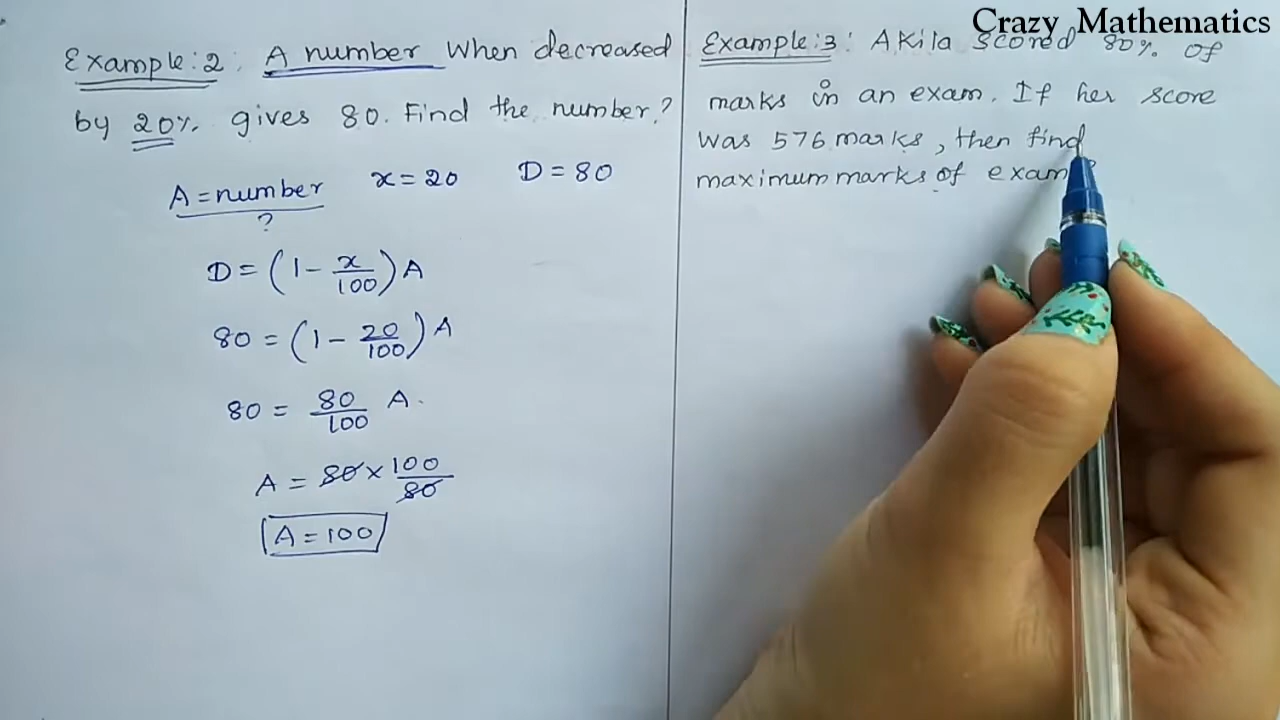 Crazy Mathematics
Example:2: A number when decreased
by 20% gives 80. Find the number?
A = number x = 20 D = 80
?
D = (1 - x/100) A
80 = (1 - 20/100) A
80 = 80/100 A.
A = 80 × 100/80
A = 100
Example:3: Akila scored 80% of
marks in an exam. If her score
was 576 marks, then find
maximum marks of exam?